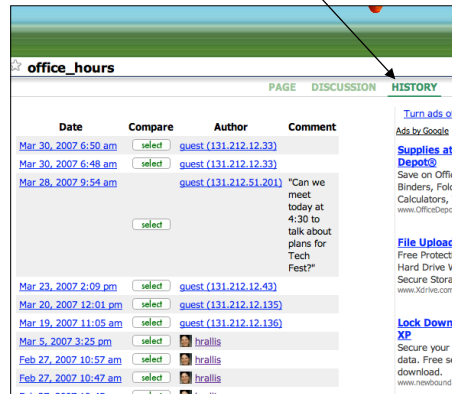 office_hours
PAGE DISCUSSION HISTORY
Turn ads o
Ads by Google
Date Compare Author Comment
Mar 30, 2007 6:50 am select guest (131.212.12.33)
Mar 30, 2007 6:48 am select guest (131.212.12.33)
Mar 28, 2007 9:54 am select guest (131.212.51.201) "Can we
meet
today at
4:30 to
talk about
plans for
Tech
Fest?"
Mar 23, 2007 2:09 pm select guest (131.212.12.43)
Mar 20, 2007 12:01 pm select guest (131.212.12.135)
Mar 19, 2007 11:05 am select guest (131.212.12.136)
Mar 5, 2007 3:25 pm select hrallis
Feb 27, 2007 10:57 am select hrallis
Feb 27, 2007 10:47 am select hrallis
Supplies at
Depot®
Save on Offi
Binders, Fold
Calculators,
www.OfficeDepo
File Upload
Free Protecti
Hard Drive W
Secure Stora
www.Xdrive.com
Lock Down
XP
Secure your
data. Free se
download.
www.newbound